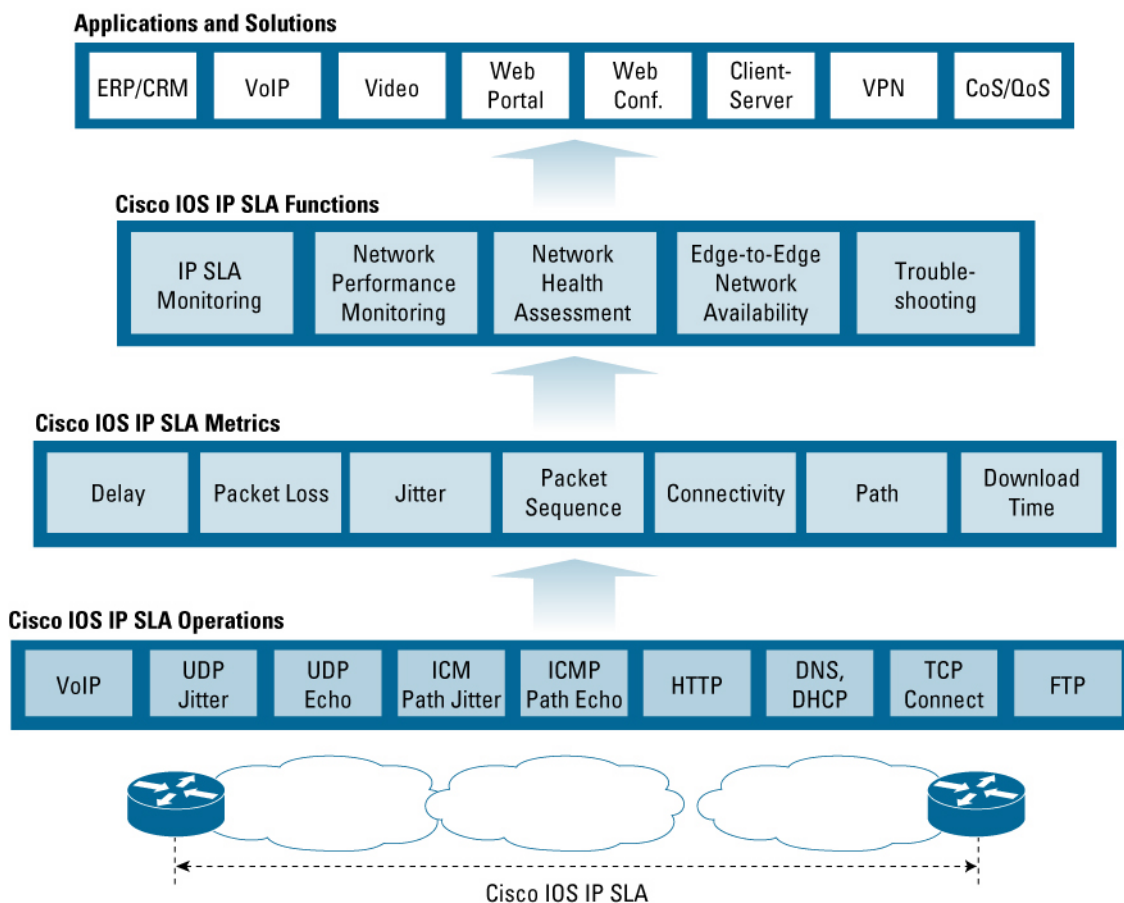 Applications and Solutions
ERP/CRM
VoIP
Video
Web
Portal
Web
Conf.
Client-
Server
VPN
CoS/QoS
Cisco IOS IP SLA Functions
IP SLA
Monitoring
Network
Performance
Monitoring
Network
Health
Assessment
Edge-to-Edge
Network
Availability
Trouble-
shooting
Cisco IOS IP SLA Metrics
Delay
Packet Loss
Jitter
Packet
Sequence
Connectivity
Path
Download
Time
Cisco IOS IP SLA Operations
VoIP
UDP
Jitter
UDP
Echo
ICM
Path Jitter
ICMP
Path Echo
HTTP
DNS,
DHCP
TCP
Connect
FTP
Cisco IOS IP SLA